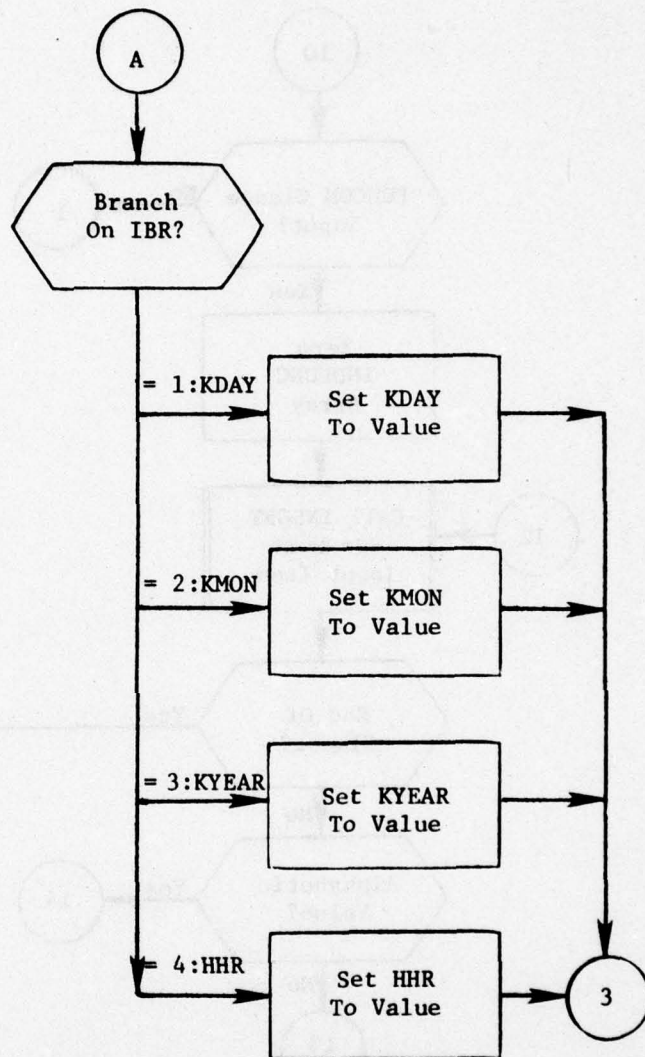 A
Branch
On IBR?
= 1:KDAY
Set KDAY
To Value
= 2:KMON
Set KMON
To Value
= 3:KYEAR
Set KYEAR
To Value
= 4:HHR
Set HHR
To Value
3